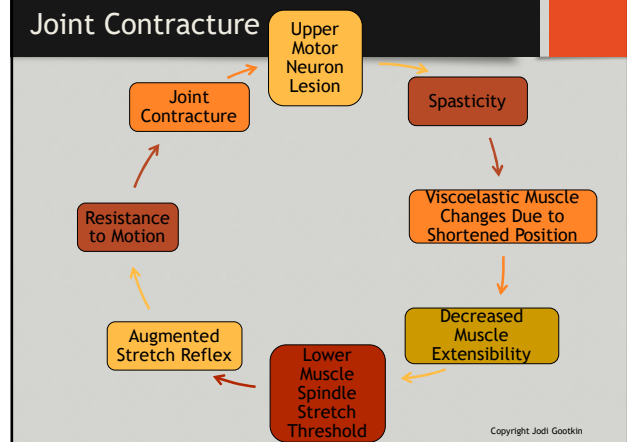 Joint Contracture
Upper
Motor
Neuron
Lesion
Spasticity
Viscoelastic Muscle
Changes Due to
Shortened Position
Decreased
Muscle
Extensibility
Lower
Muscle
Spindle
Stretch
Threshold
Augmented
Stretch Reflex
Resistance
to Motion
Joint
Contracture
Copyright Jodi Gootkin